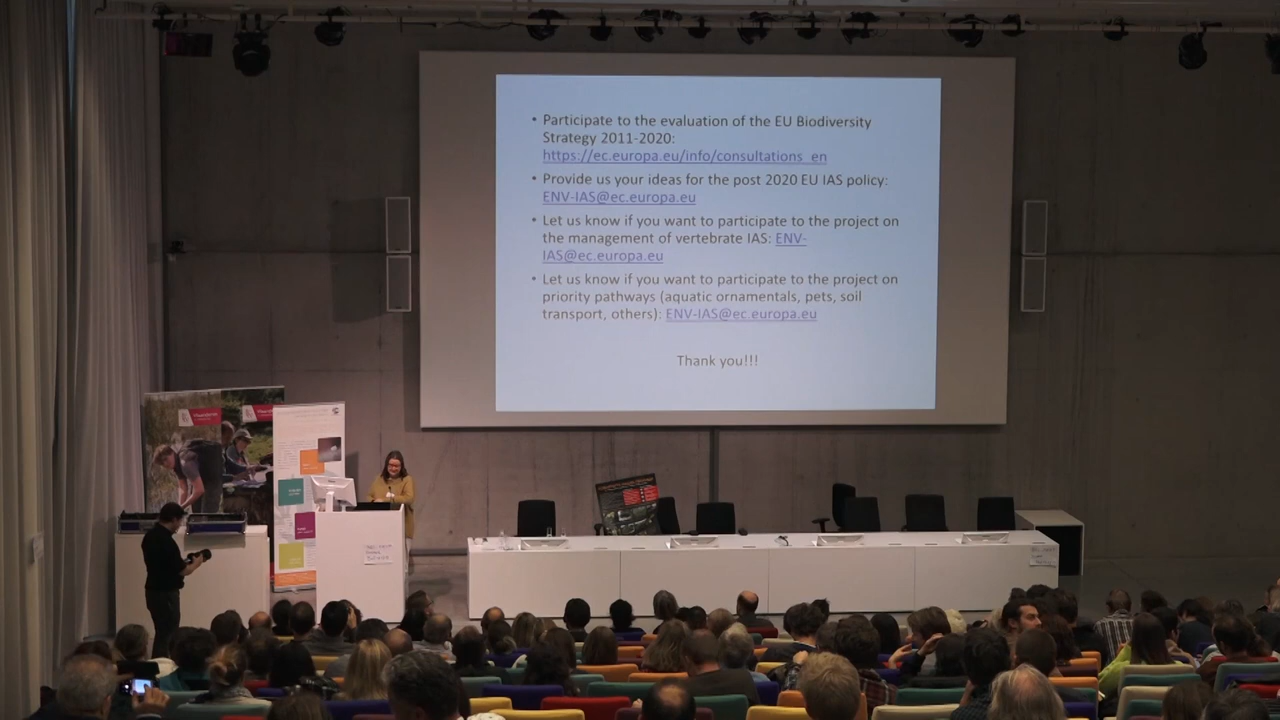 • Participate to the evaluation of the EU Biodiversity
Strategy 2011-2020:
https://ec.europa.eu/info/consultations_en
• Provide us your ideas for the post 2020 EU IAS policy:
ENV-IAS@ec.europa.eu
• Let us know if you want to participate to the project on
the management of vertebrate IAS: ENV-
IAS@ec.europa.eu
• Let us know if you want to participate to the project on
priority pathways (aquatic ornamentals, pets, soil
transport, others): ENV-IAS@ec.europa.eu
Thank you!!!